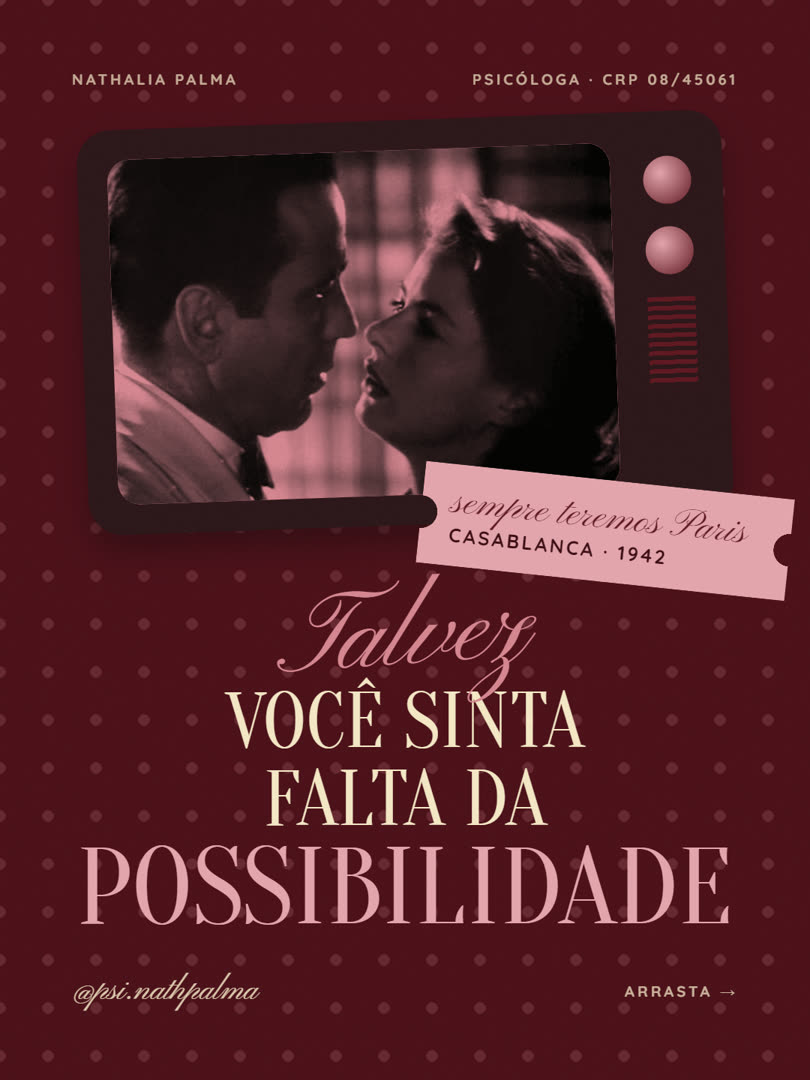 NATHALIA PALMA
PSICÓLOGA · CRP 08/45061
sempre teremos Paris
CASABLANCA · 1942
Talvez
VOCÊ SINTA
FALTA DA
POSSIBILIDADE
@psi.nathpalma
ARRASTA →